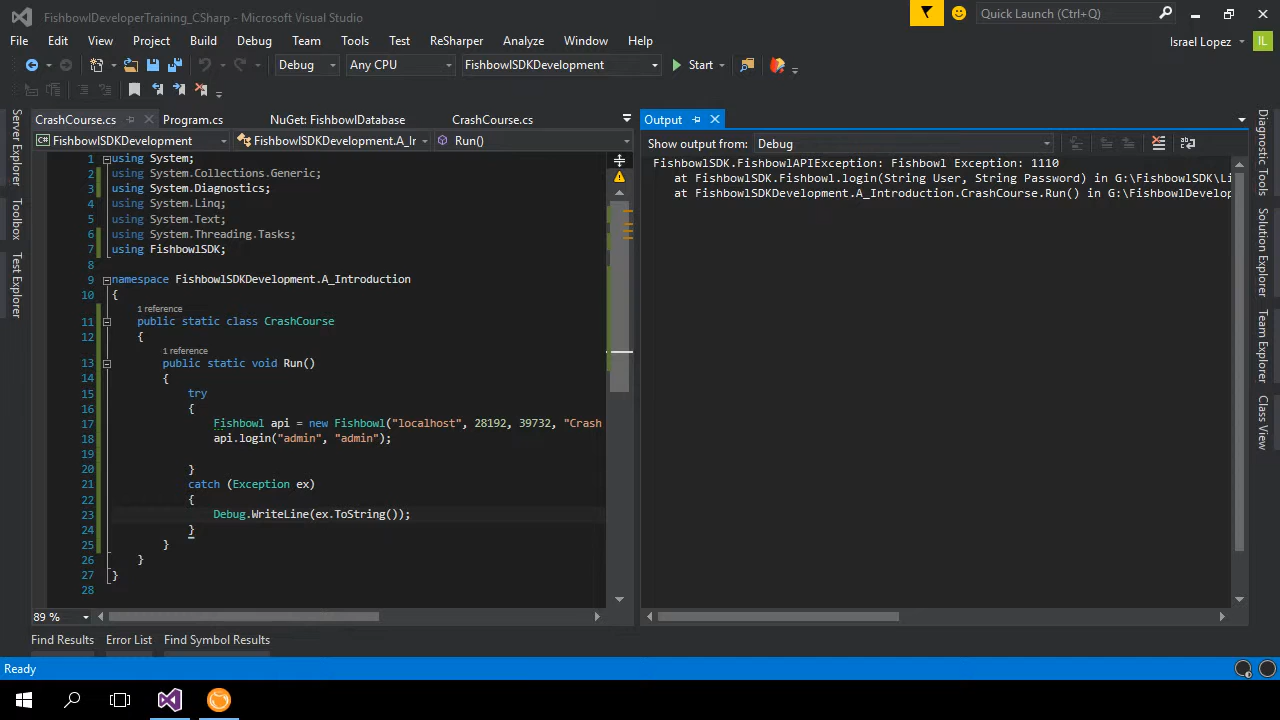 FishbowlDeveloperTraining_CSharp - Microsoft Visual Studio
Quick Launch (Ctrl+Q)
File Edit View Project Build Debug Team Tools Test ReSharper Analyze Window Help
Israel Lopez IL
Debug Any CPU FishbowlSDKDevelopment Start
Server Explorer
Toolbox
Test Explorer
CrashCourse.cs Program.cs NuGet: FishbowlDatabase CrashCourse.cs
FishbowlSDKDevelopment FishbowlSDKDevelopment.A_Ir Run()
1 using System;
2 using System.Collections.Generic;
3 using System.Diagnostics;
4 using System.Linq;
5 using System.Text;
6 using System.Threading.Tasks;
7 using FishbowlSDK;
8
9 namespace FishbowlSDKDevelopment.A_Introduction
10 {
1 reference
11 public static class CrashCourse
12 {
1 reference
13 public static void Run()
14 {
15 try
16 {
17 Fishbowl api = new Fishbowl("localhost", 28192, 39732, "Crash
18 api.login("admin", "admin");
19
20 }
21 catch (Exception ex)
22 {
23 Debug.WriteLine(ex.ToString());
24 }
25 }
26 }
27 }
28
89 %
Output
Show output from: Debug
FishbowlSDK.FishbowlAPIException: Fishbowl Exception: 1110
at FishbowlSDK.Fishbowl.login(String User, String Password) in G:\FishbowlSDK\Li
at FishbowlSDKDevelopment.A_Introduction.CrashCourse.Run() in G:\FishbowlDevelop
Diagnostic Tools
Solution Explorer
Team Explorer
Class View
Find Results Error List Find Symbol Results
Ready